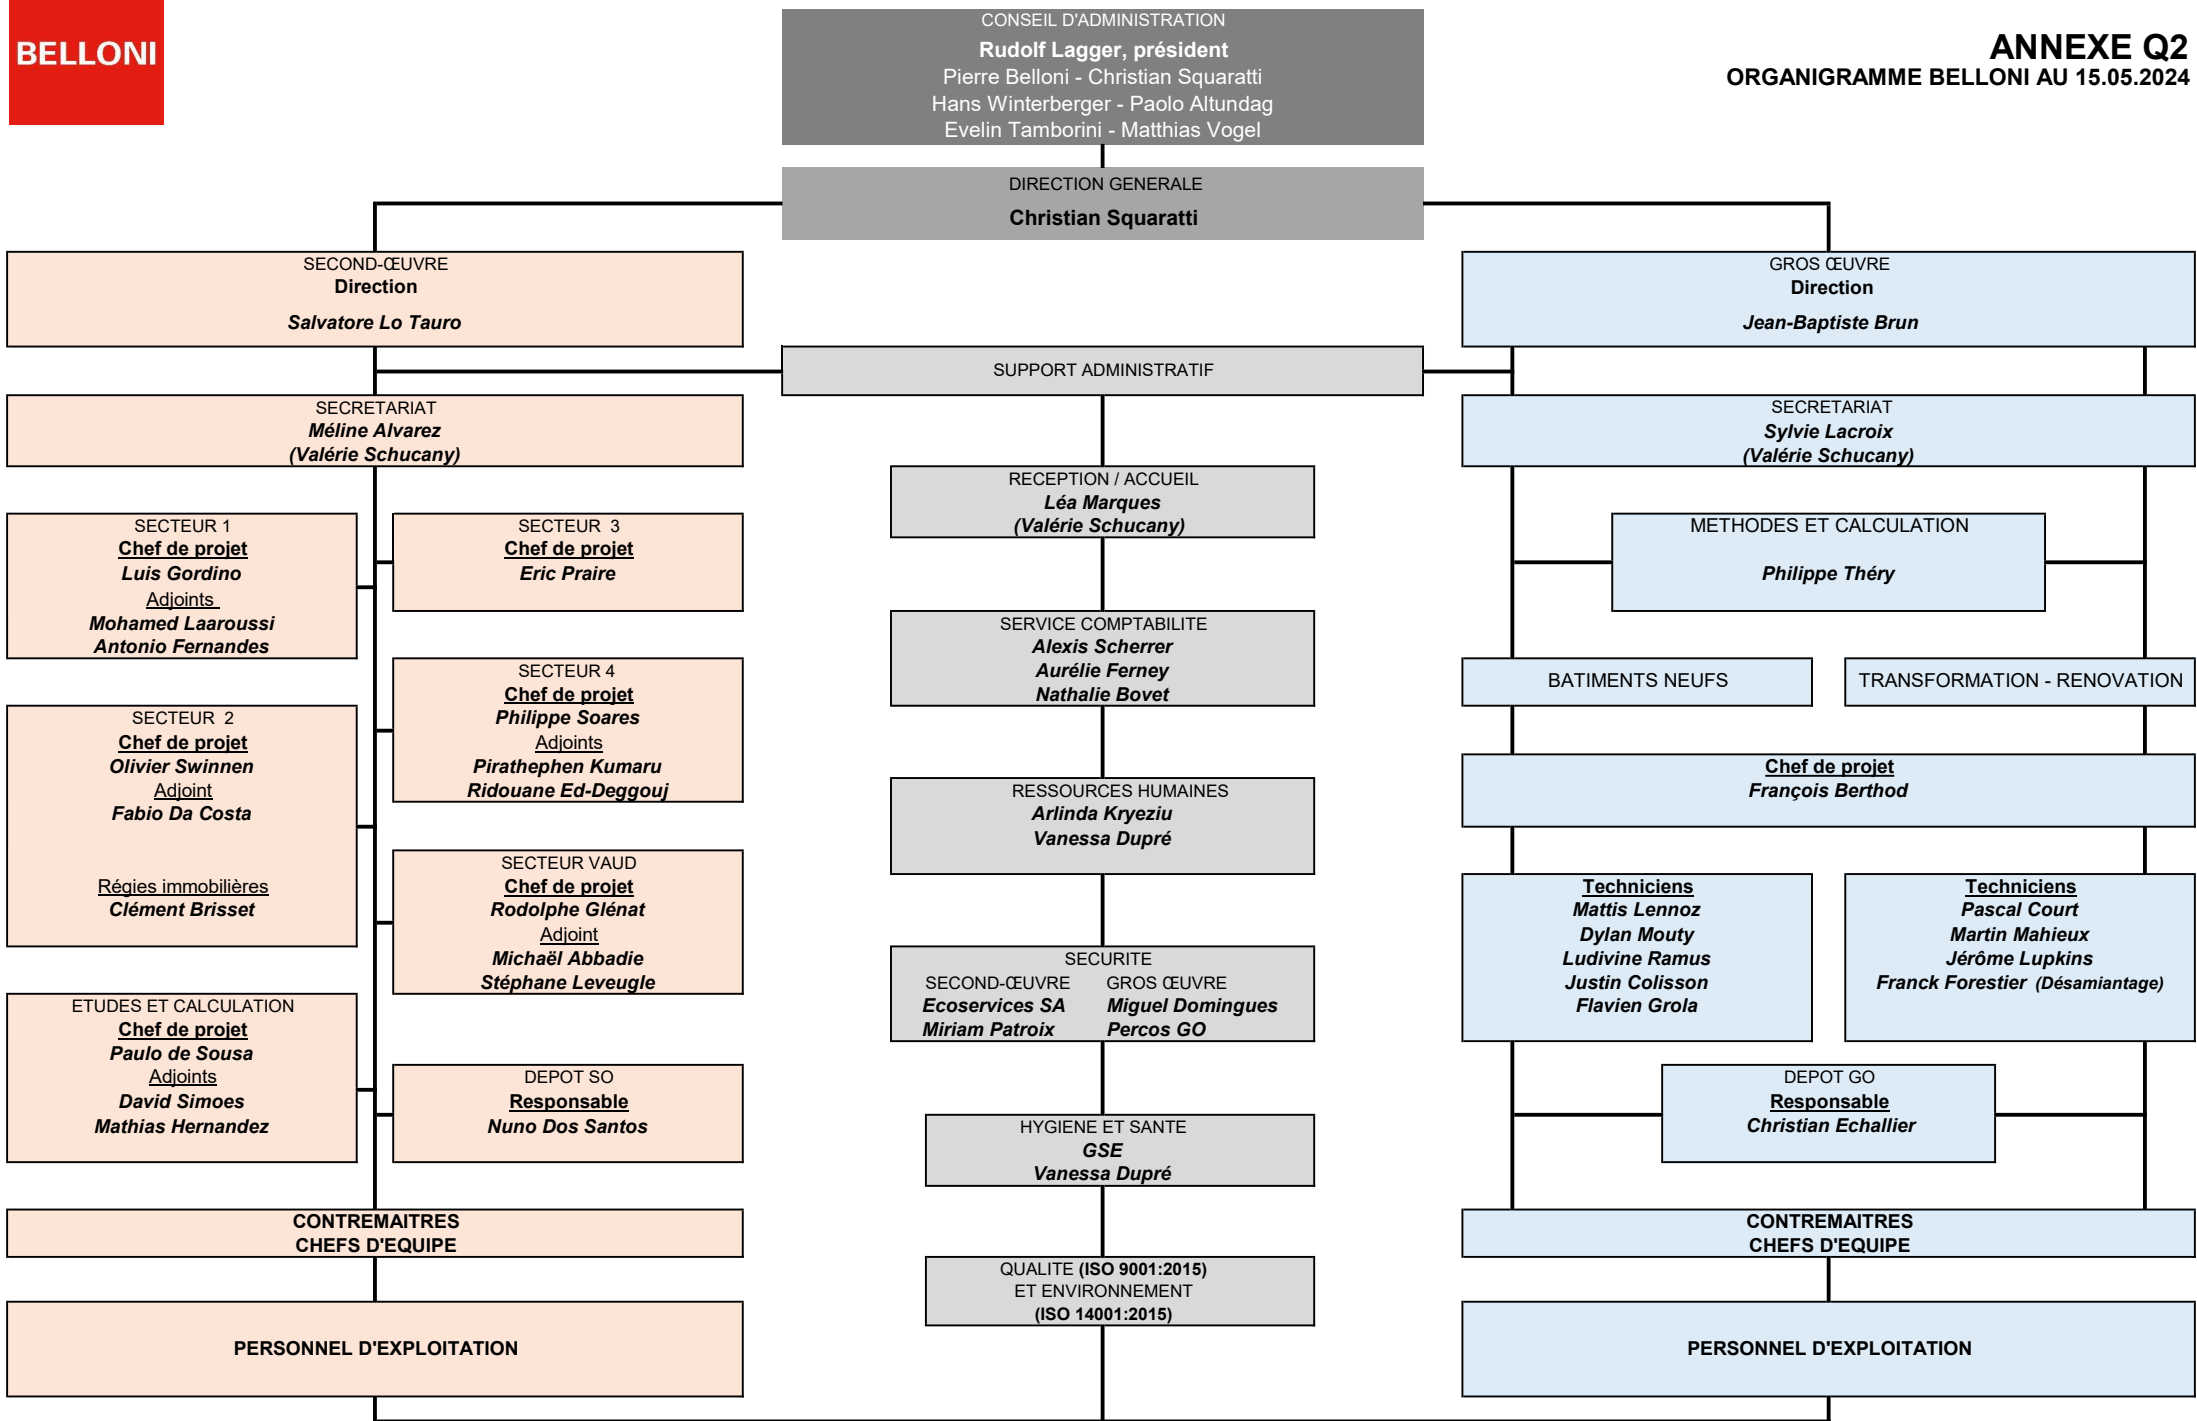 BELLONI
CONSEIL D'ADMINISTRATION
Rudolf Lagger, président
Pierre Belloni - Christian Squaratti
Hans Winterberger - Paolo Altundag
Evelin Tamborini - Matthias Vogel
ANNEXE Q2
ORGANIGRAMME BELLONI AU 15.05.2024
DIRECTION GENERALE
Christian Squaratti
SECOND-ŒUVRE
Direction
Salvatore Lo Tauro
GROS ŒUVRE
Direction
Jean-Baptiste Brun
SUPPORT ADMINISTRATIF
SECRETARIAT
Méline Alvarez
(Valérie Schucany)
SECRETARIAT
Sylvie Lacroix
(Valérie Schucany)
SECTEUR 1
Chef de projet
Luis Gordino
Adjoints
Mohamed Laaroussi
Antonio Fernandes
SECTEUR 2
Chef de projet
Olivier Swinnen
Adjoint
Fabio Da Costa
Régies immobilières
Clément Brisset
ETUDES ET CALCULATION
Chef de projet
Paulo de Sousa
Adjoints
David Simoes
Mathias Hernandez
SECTEUR 3
Chef de projet
Eric Praire
SECTEUR 4
Chef de projet
Philippe Soares
Adjoints
Pirathephen Kumaru
Ridouane Ed-Deggouj
SECTEUR VAUD
Chef de projet
Rodolphe Glénat
Adjoint
Michaël Abbadie
Stéphane Leveugle
DEPOT SO
Responsable
Nuno Dos Santos
CONTREMAITRES
CHEFS D'EQUIPE
PERSONNEL D'EXPLOITATION
RECEPTION / ACCUEIL
Léa Marques
(Valérie Schucany)
SERVICE COMPTABILITE
Alexis Scherrer
Aurélie Ferney
Nathalie Bovet
RESSOURCES HUMAINES
Arlinda Kryeziu
Vanessa Dupré
SECURITE
SECOND-ŒUVRE GROS ŒUVRE
Ecoservices SA Miguel Domingues
Miriam Patroix Percos GO
HYGIENE ET SANTE
GSE
Vanessa Dupré
QUALITE (ISO 9001:2015)
ET ENVIRONNEMENT
(ISO 14001:2015)
METHODES ET CALCULATION
Philippe Théry
BATIMENTS NEUFS
TRANSFORMATION - RENOVATION
Chef de projet
François Berthod
Techniciens
Mattis Lennoz
Dylan Mouty
Ludivine Ramus
Justin Colisson
Flavien Grola
Techniciens
Pascal Court
Martin Mahieux
Jérôme Lupkins
Franck Forestier (Désamiantage)
DEPOT GO
Responsable
Christian Echallier
CONTREMAITRES
CHEFS D'EQUIPE
PERSONNEL D'EXPLOITATION